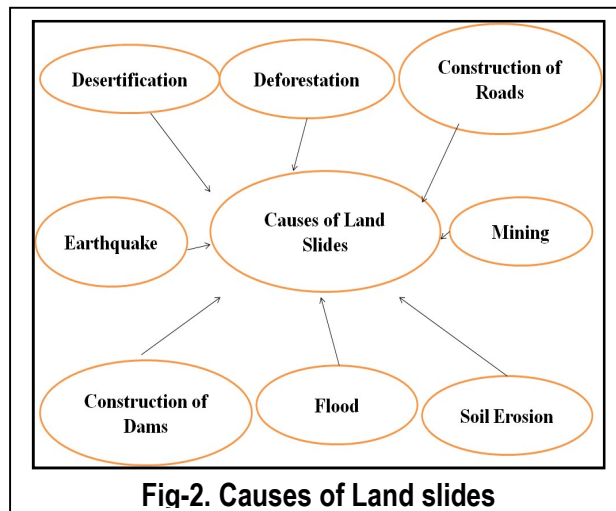 Desertification
Deforestation
Construction of
Roads
Causes of Land
Slides
Earthquake
Mining
Construction of
Dams
Flood
Soil Erosion
Fig-2. Causes of Land slides